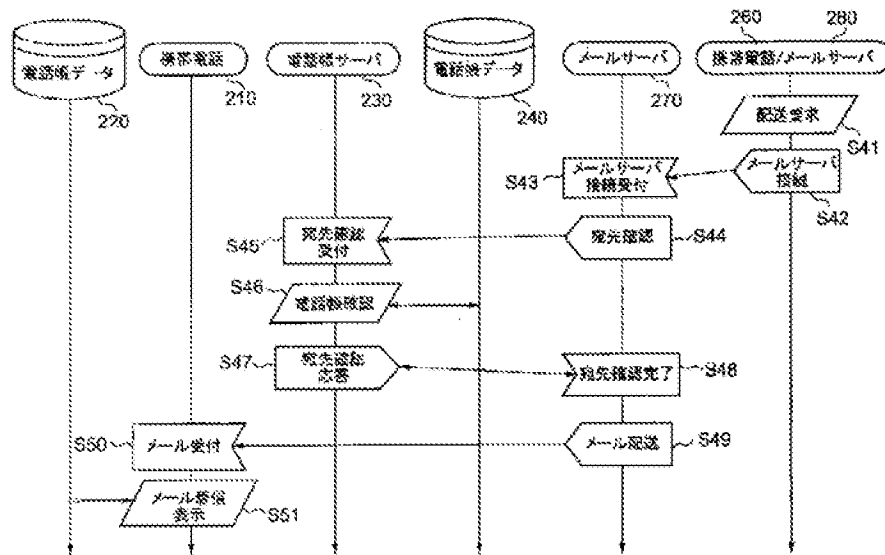 260
280
電話帳データ
携帯電話
電話帳サーバ
電話帳データ
メールサーバ
携帯電話/メールサーバ
220
210
230
240
270
配送要求
S41
S43
メールサーバ
接続受付
メールサーバ
接続
S42
S45
宛先確認
受付
宛先確認
S44
S46
電話帳確認
S47
宛先確認
応答
宛先確認完了
S48
S50
メール受付
メール配送
S49
メール着信
表示
S51